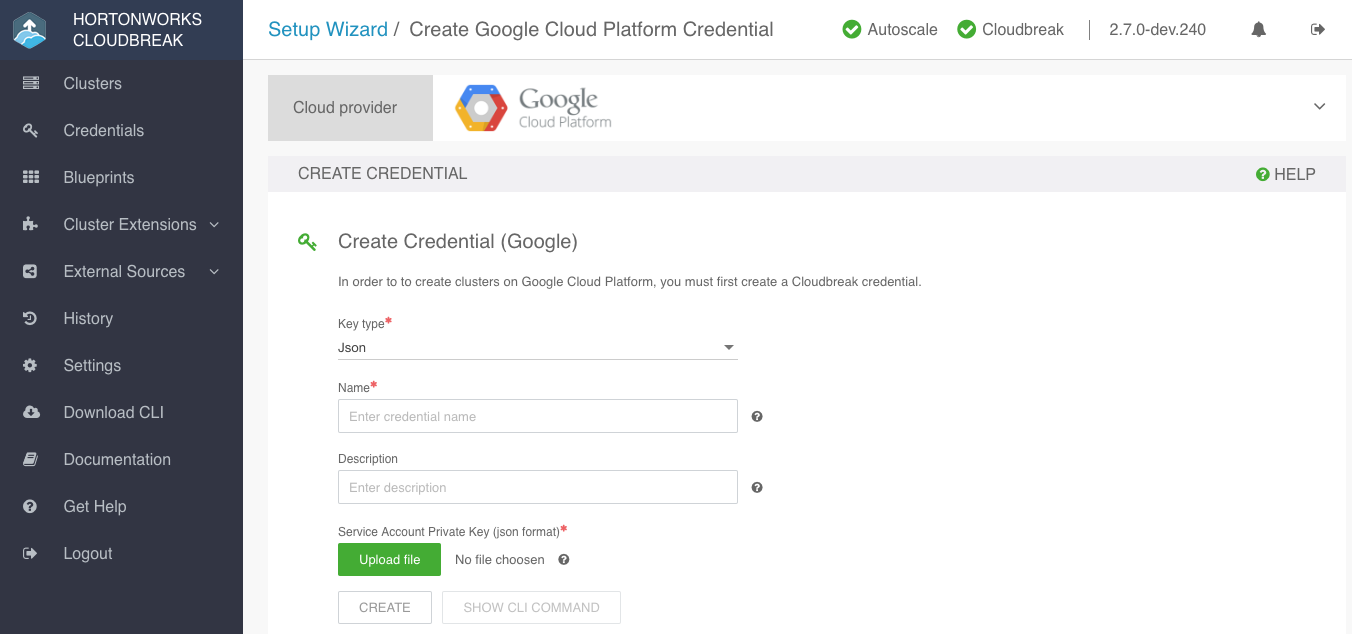 HORTONWORKS
CLOUDBREAK
Clusters
Credentials
Blueprints
Cluster Extensions
External Sources
History
Settings
Download CLI
Documentation
Get Help
Logout
Setup Wizard / Create Google Cloud Platform Credential
Autoscale
Cloudbreak
2.7.0-dev.240
Cloud provider
Google
Cloud Platform
CREATE CREDENTIAL
HELP
Create Credential (Google)
In order to to create clusters on Google Cloud Platform, you must first create a Cloudbreak credential.
Key type*
Json
Name*
Enter credential name
Description
Enter description
Service Account Private Key (json format)*
Upload file No file choosen
CREATE SHOW CLI COMMAND